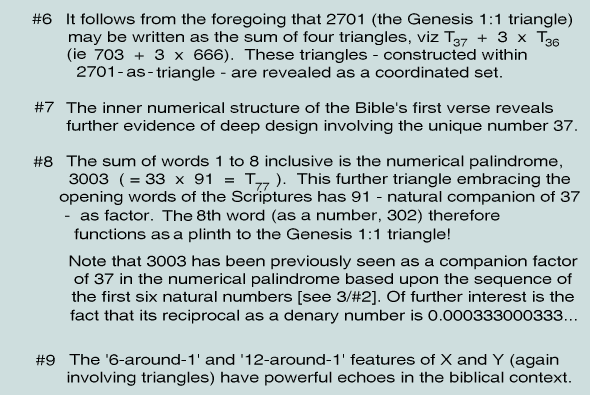 #6 It follows from the foregoing that 2701 (the Genesis 1:1 triangle)
may be written as the sum of four triangles, viz T37 + 3 x T36
(ie 703 + 3 x 666). These triangles - constructed within
2701-as-triangle - are revealed as a coordinated set.
#7 The inner numerical structure of the Bible's first verse reveals
further evidence of deep design involving the unique number 37.
#8 The sum of words 1 to 8 inclusive is the numerical palindrome,
3003 ( = 33 x 91 = T77 ). This further triangle embracing the
opening words of the Scriptures has 91 - natural companion of 37
- as factor. The 8th word (as a number, 302) therefore
functions as a plinth to the Genesis 1:1 triangle!
Note that 3003 has been previously seen as a companion factor
of 37 in the numerical palindrome based upon the sequence of
the first six natural numbers [see 3/#2]. Of further interest is the
fact that its reciprocal as a denary number is 0.000333000333...
#9 The '6-around-1' and '12-around-1' features of X and Y (again
involving triangles) have powerful echoes in the biblical context.